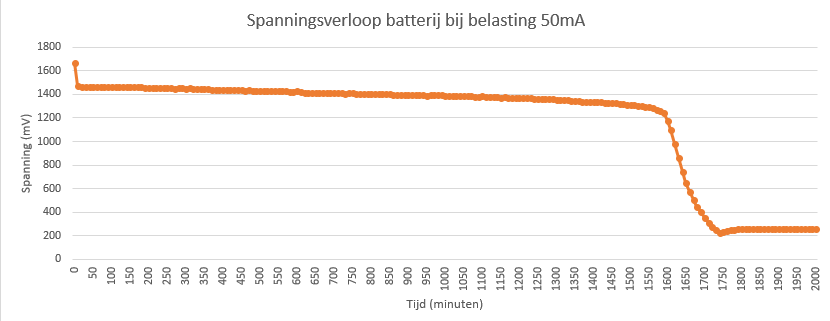 Spanningsverloop batterij bij belasting 50mA
1800
1600
1400
1200
1000
800
600
400
200
0
Spanning (mV)
0 50 100 150 200 250 300 350 400 450 500 550 600 650 700 750 800 850 900 950 1000 1050 1100 1150 1200 1250 1300 1350 1400 1450 1500 1550 1600 1650 1700 1750 1800 1850 1900 1950 2000
Tijd (minuten)